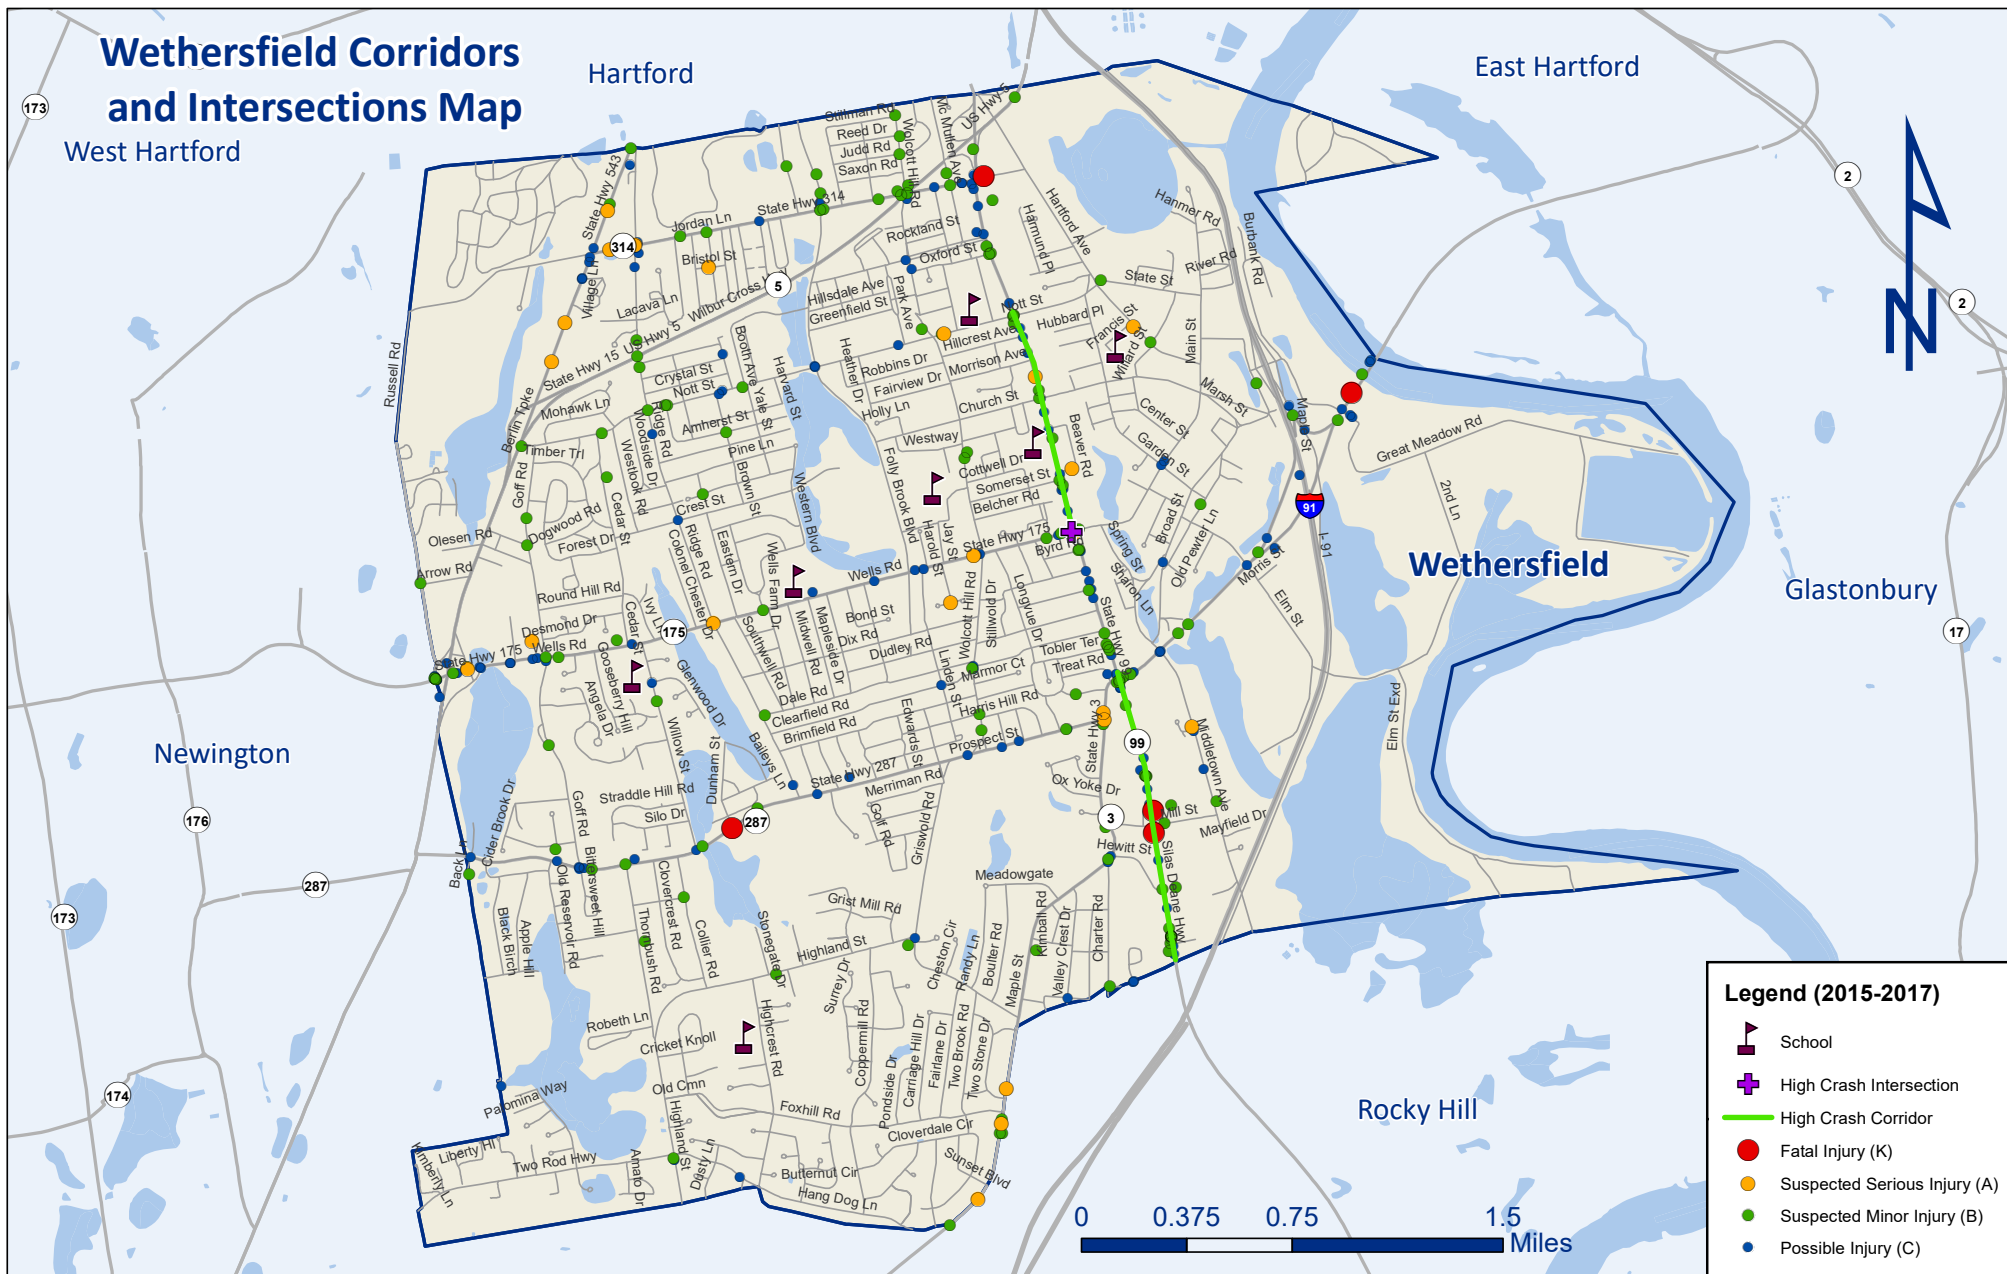 Wethersfield Corridors
and Intersections Map
Hartford
East Hartford
West Hartford
Newington
Wethersfield
Glastonbury
Rocky Hill
N
173
2
2
17
176
287
173
174
314
5
175
287
99
3
91
Stillman Rd
Reed Dr
Judd Rd
Saxon Rd
Wolcott Hill Rd
Mc Mullen Ave
US Hwy 5
State Hwy 543
State Hwy 314
Jordan Ln
Bristol St
Village Ln
Lacava Ln
Wilbur Cross
US Hwy 5
State Hwy 15
Rockland St
Oxford St
Harmund Pl
Hartford Ave
Hanmer Rd
Burbank Rd
River Rd
State St
Hillsdale Ave
Greenfield St
Park Ave
Nott St
Hubbard Pl
Francis St
Willard St
Main St
Hillcrest Ave
Morrison Ave
Robbins Dr
Fairview Dr
Heather Dr
Holly Ln
Church St
Russell Rd
Berlin Tpke
Crystal St
Nott St
Booth Ave
Yale St
Harvard St
Mohawk Ln
Amherst St
Ridge Rd
Woodside Dr
Westbook Rd
Pine Ln
Timber Trl
Goff Rd
Brown St
Crest St
Cedar St
Dogwood Rd
Forest Dr
Olesen Rd
Arrow Rd
Western Blvd
Folly Brook Blvd
Westway
Cottwell Dr
Somerset St
Belcher Rd
Beaver Rd
Marsh St
Center St
Garden St
Maple St
Great Meadow Rd
2nd Ln
Broad St
Old Pewter Ln
Spring St
Sharon Ln
Morris St
Elm St
I-91
Elm St Exd
State Hwy 175
Byrd Rd
Jay St
Harold St
Wells Rd
Ridge Rd
Colonel Chester Dr
Eastern Dr
Wells Farm Dr
Round Hill Rd
Desmond Dr
Cedar St
Ivy Ln
State Hwy 175
Wells Rd
Gooseberry Hill
Angela Dr
Glenwood Dr
Willow St
Southwell Rd
Midwell Rd
Mapleside Dr
Bond St
Dix Rd
Dudley Rd
Wolcott Hill Rd
Stillwold Dr
Longvue Dr
State Hwy 99
Tobler Ter
Treat Rd
Marmor Ct
Linden St
Harris Hill Rd
Dale Rd
Clearfield Rd
Brimfield Rd
Edwards St
Prospect St
State Hwy 3
Middletown Ave
Baileys Ln
State Hwy 287
Merriman Rd
Dunham St
Straddle Hill Rd
Silo Dr
Golf Rd
Griswold Rd
Ox Yoke Dr
Mill St
Mayfield Dr
Hewitt St
Silas Deane Hwy
Cider Brook Dr
Back Ln
Goff Rd
Bittersweet Hill
Old Reservoir Rd
Black Birch
Apple Hill
Clovercrest Rd
Thornbush Rd
Collier Rd
Stonegate Dr
Grist Mill Rd
Highland St
Meadowgate
Kimball Rd
Valley Crest Dr
Charter Rd
Cheston Cir
Randy Ln
Boulter Rd
Maple St
Surrey Dr
Coppermill Rd
Highcrest Rd
Robeth Ln
Cricket Knoll
Old Cmn
Foxhill Rd
Pondside Dr
Carriage Hill Dr
Fairlane Dr
Two Brook Rd
Two Stone Dr
Cloverdale Cir
Palomina Way
Liberty Hl
Kimberly Ln
Two Rod Hwy
Amato Dr
Highland St
Dusty Ln
Butternut Cir
Hang Dog Ln
Sunset Blvd
0 0.375 0.75 1.5
Miles
Legend (2015-2017)
School
High Crash Intersection
High Crash Corridor
Fatal Injury (K)
Suspected Serious Injury (A)
Suspected Minor Injury (B)
Possible Injury (C)